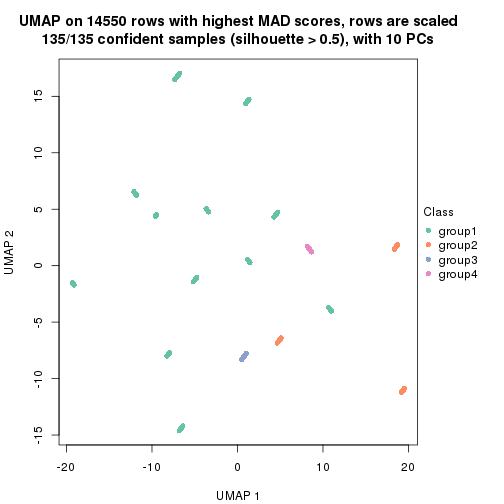 UMAP on 14550 rows with highest MAD scores, rows are scaled
135/135 confident samples (silhouette > 0.5), with 10 PCs
15
10
5
0
-5
-10
-15
UMAP 2
-20
-10
0
10
20
UMAP 1
Class
group1
group2
group3
group4